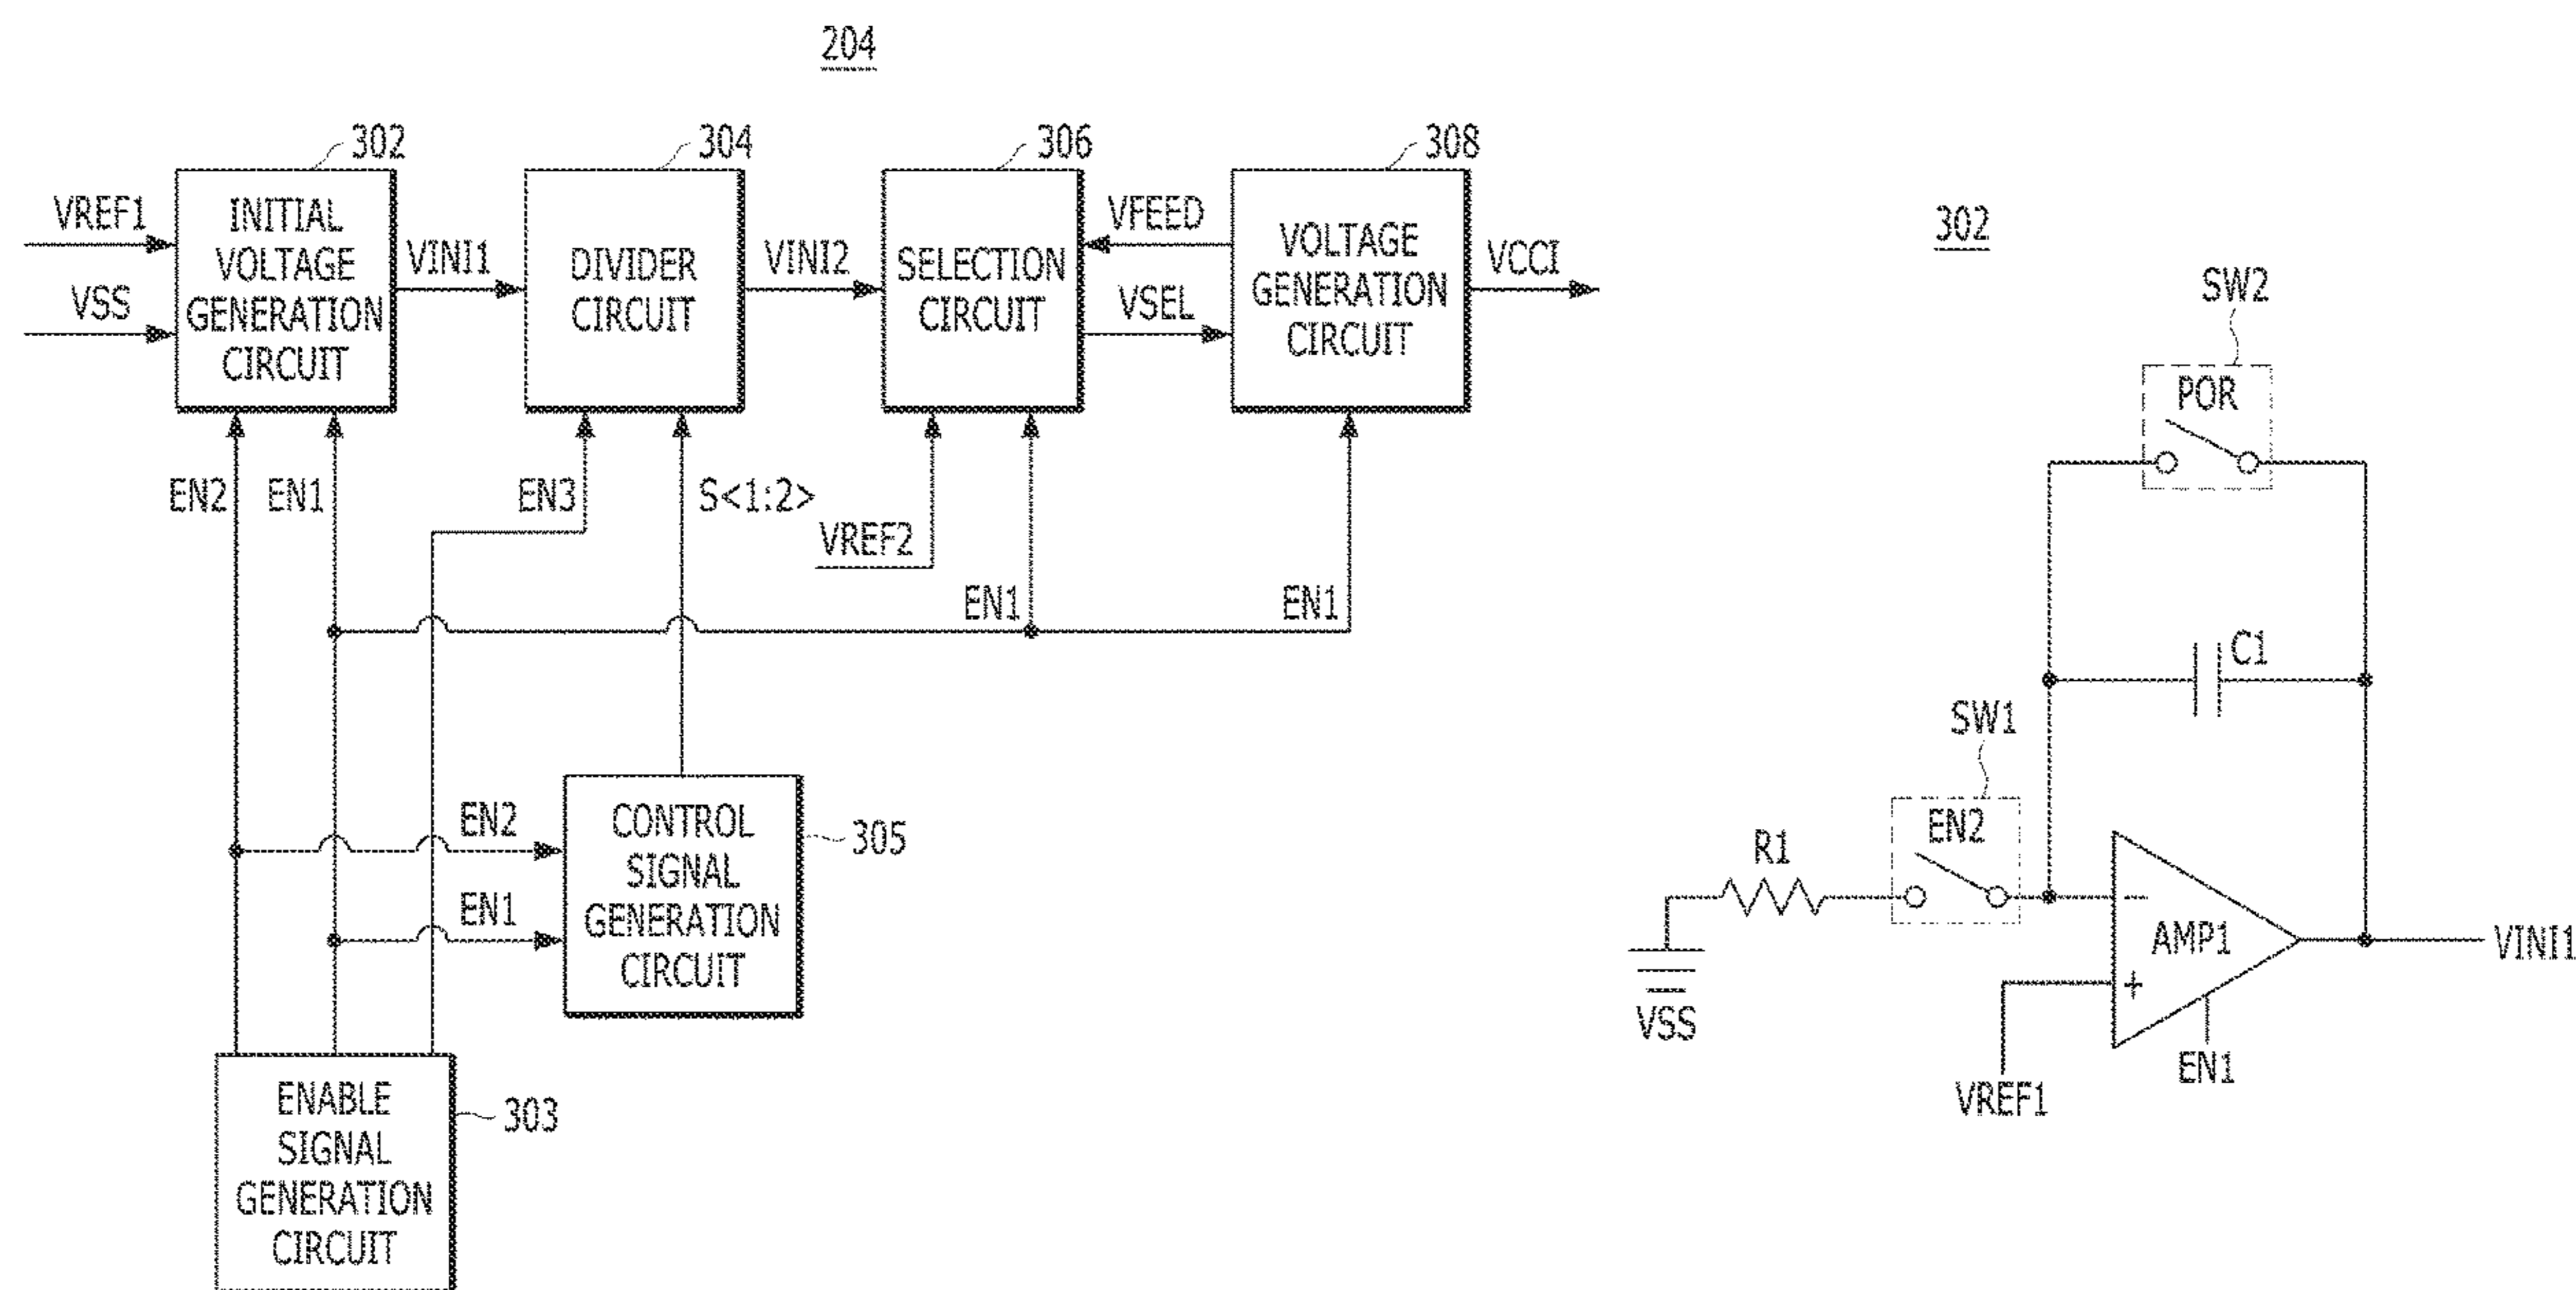 204
302
304
306
308
VREF1
VSS
INITIAL
VOLTAGE
GENERATION
CIRCUIT
VINI1
DIVIDER
CIRCUIT
VINI2
SELECTION
CIRCUIT
VFEED
VSEL
VOLTAGE
GENERATION
CIRCUIT
VCCI
EN2
EN1
EN3
S<1:2>
VREF2
EN1
EN1
EN2
EN1
CONTROL
SIGNAL
GENERATION
CIRCUIT
305
ENABLE
SIGNAL
GENERATION
CIRCUIT
303
302
SW2
POR
C1
SW1
EN2
R1
VSS
-
AMP1
+
VINI1
EN1
VREF1